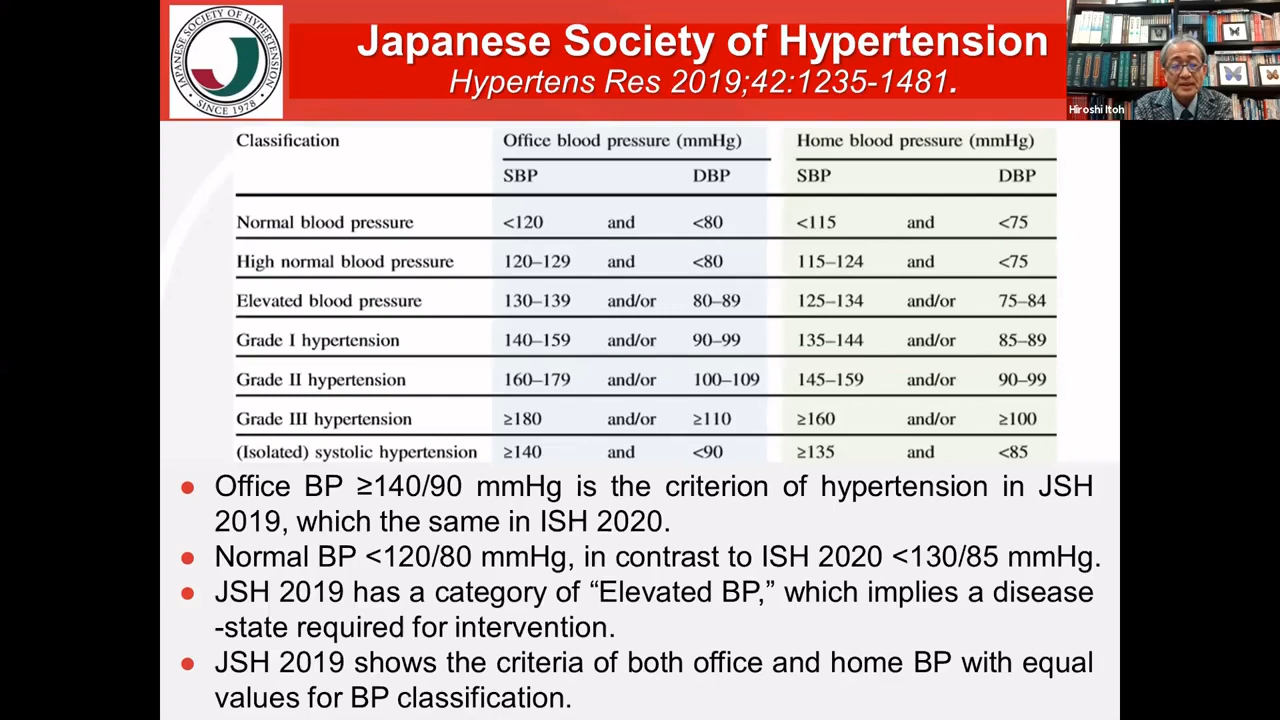 JAPANESE SOCIETY OF HYPERTENSION
SINCE 1978
Japanese Society of Hypertension
Hypertens Res 2019;42:1235-1481.
Hiroshi Itoh
Classification Office blood pressure (mmHg) Home blood pressure (mmHg)
SBP DBP SBP DBP
Normal blood pressure <120 and <80 <115 and <75
High normal blood pressure 120–129 and <80 115–124 and <75
Elevated blood pressure 130–139 and/or 80–89 125–134 and/or 75–84
Grade I hypertension 140–159 and/or 90–99 135–144 and/or 85–89
Grade II hypertension 160–179 and/or 100–109 145–159 and/or 90–99
Grade III hypertension ≥180 and/or ≥110 ≥160 and/or ≥100
(Isolated) systolic hypertension ≥140 and <90 ≥135 and <85
● Office BP ≥140/90 mmHg is the criterion of hypertension in JSH
2019, which the same in ISH 2020.
● Normal BP <120/80 mmHg, in contrast to ISH 2020 <130/85 mmHg.
● JSH 2019 has a category of “Elevated BP,” which implies a disease
-state required for intervention.
● JSH 2019 shows the criteria of both office and home BP with equal
values for BP classification.